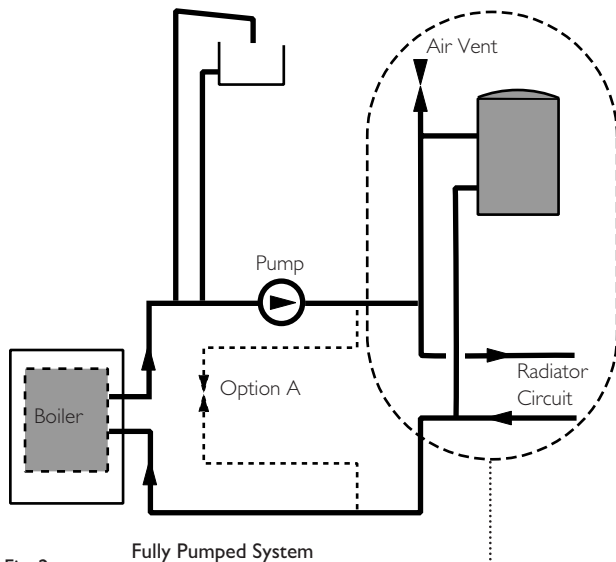 Air Vent
Pump
Option A
Radiator
Circuit
Boiler
Fully Pumped System